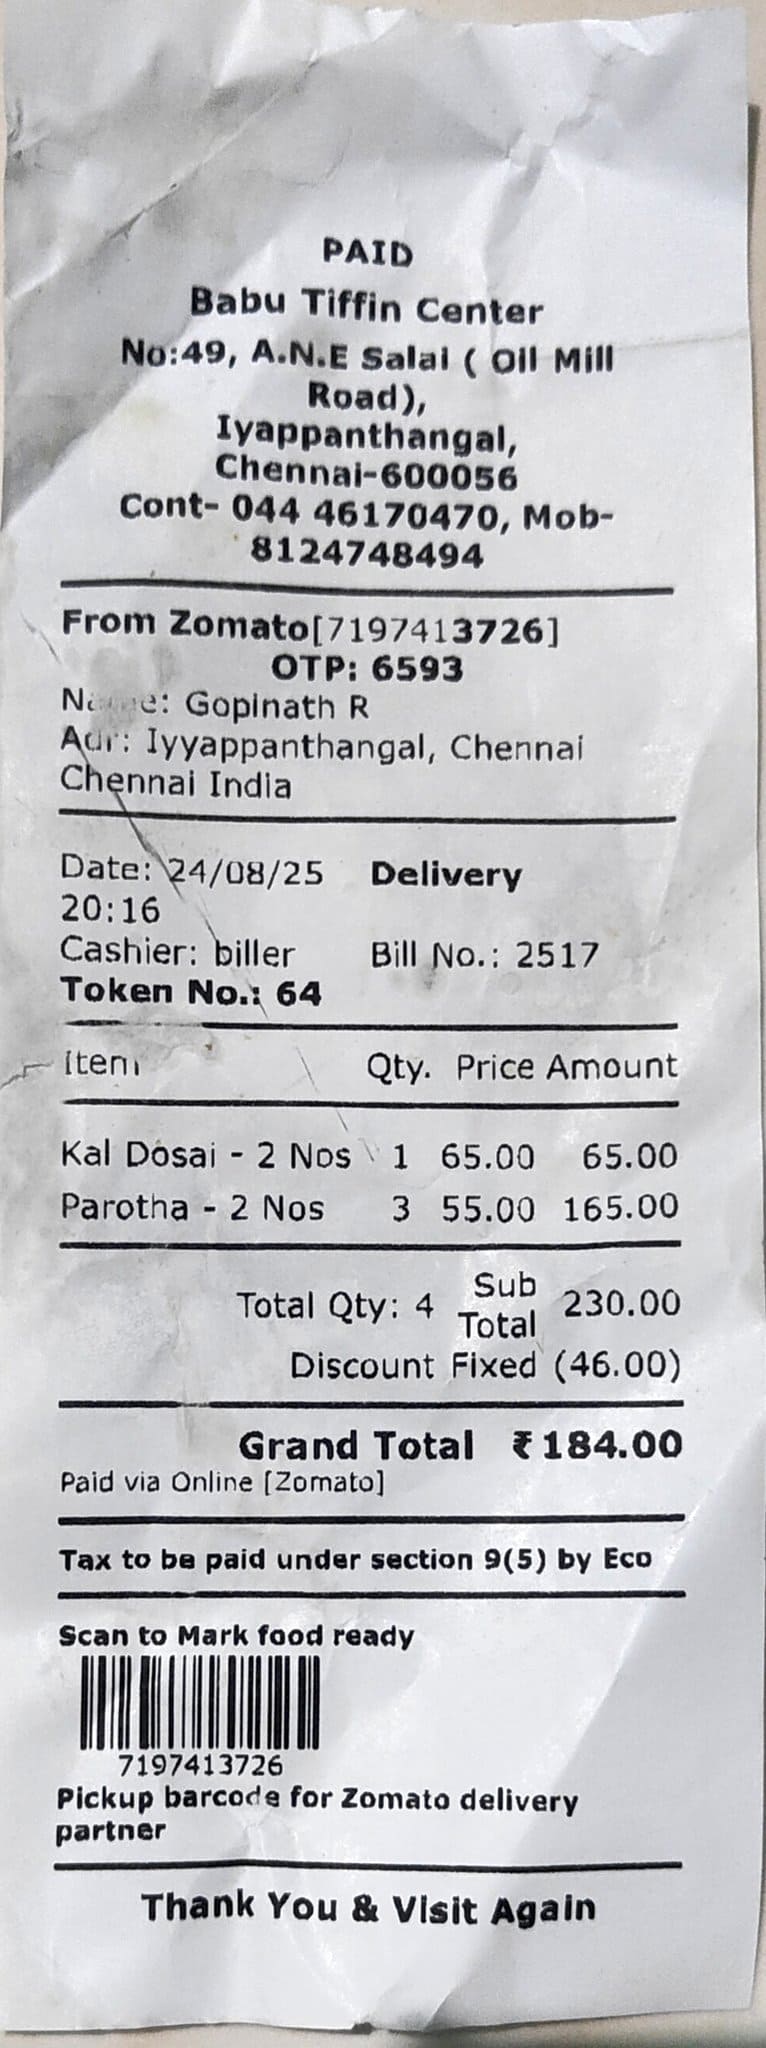 PAID
Babu Tiffin Center
No:49, A.N.E Salai ( Oil Mill
Road),
Iyappanthangal,
Chennai-600056
Cont- 044 46170470, Mob-
8124748494
From Zomato[7197413726]
OTP: 6593
Name: Gopinath R
Adr: Iyyappanthangal, Chennai
Chennai India
Date: 24/08/25 Delivery
20:16
Cashier: biller Bill No.: 2517
Token No.: 64
Item Qty. Price Amount
Kal Dosai - 2 Nos 1 65.00 65.00
Parotha - 2 Nos 3 55.00 165.00
Total Qty: 4 Sub Total 230.00
Discount Fixed (46.00)
Grand Total ₹184.00
Paid via Online [Zomato]
Tax to be paid under section 9(5) by Eco
Scan to Mark food ready
7197413726
Pickup barcode for Zomato delivery
partner
Thank You & Visit Again